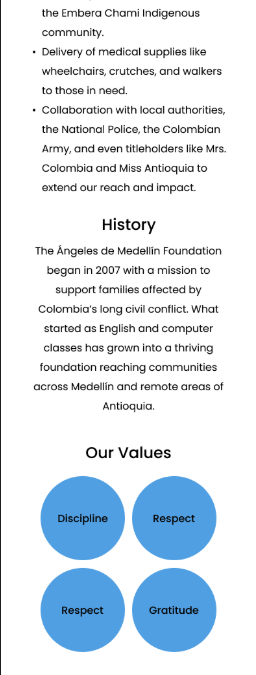 the Embera Chami Indigenous
community.
• Delivery of medical supplies like
wheelchairs, crutches, and walkers
to those in need.
• Collaboration with local authorities,
the National Police, the Colombian
Army, and even titleholders like Mrs.
Colombia and Miss Antioquia to
extend our reach and impact.
History
The Ángeles de Medellín Foundation
began in 2007 with a mission to
support families affected by
Colombia's long civil conflict. What
started as English and computer
classes has grown into a thriving
foundation reaching communities
across Medellín and remote areas of
Antioquia.
Our Values
Discipline
Respect
Respect
Gratitude